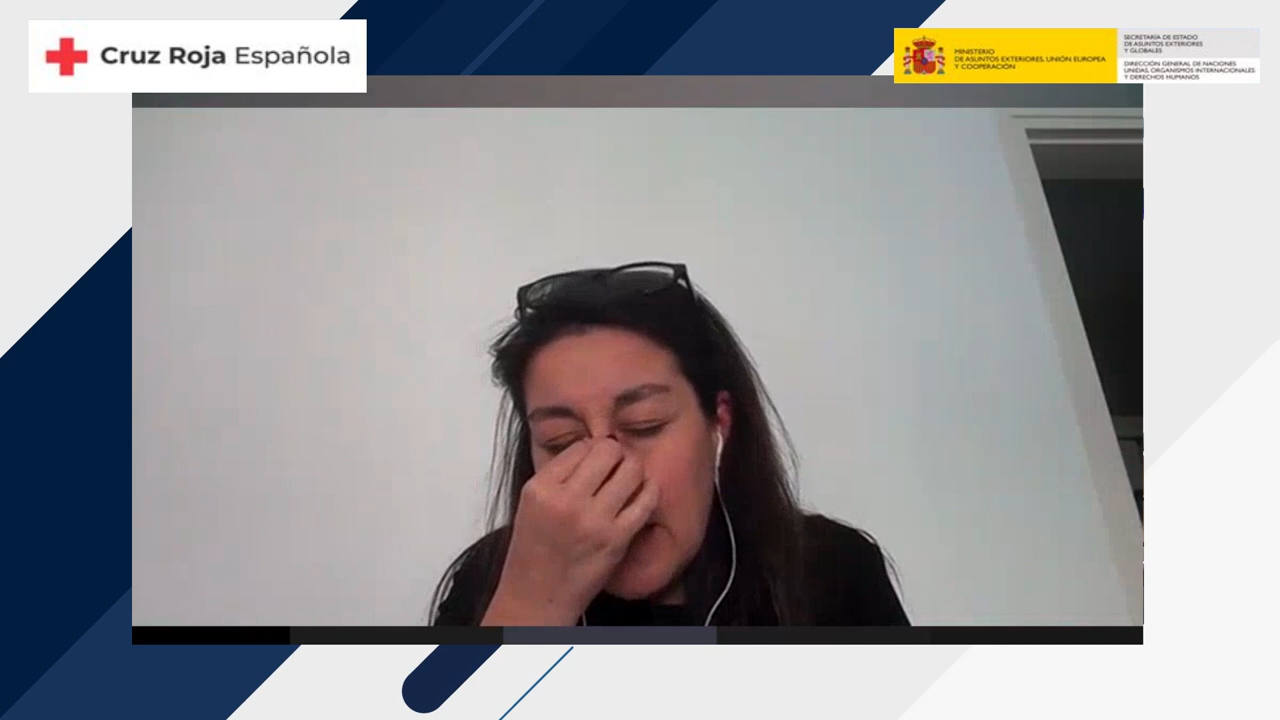 Cruz Roja Española
MINISTERIO
DE ASUNTOS EXTERIORES, UNIÓN EUROPEA
Y COOPERACIÓN
SECRETARÍA DE ESTADO
DE ASUNTOS EXTERIORES
Y GLOBALES
DIRECCIÓN GENERAL DE NACIONES
UNIDAS, ORGANISMOS INTERNACIONALES
Y DERECHOS HUMANOS